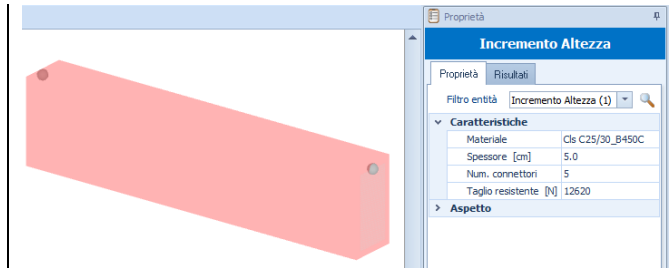 Proprietà
Incremento Altezza
Proprietà Risultati
Filtro entità Incremento Altezza (1)
Caratteristiche
Materiale Cls C25/30_B450C
Spessore [cm] 5.0
Num. connettori 5
Taglio resistente [N] 12620
Aspetto